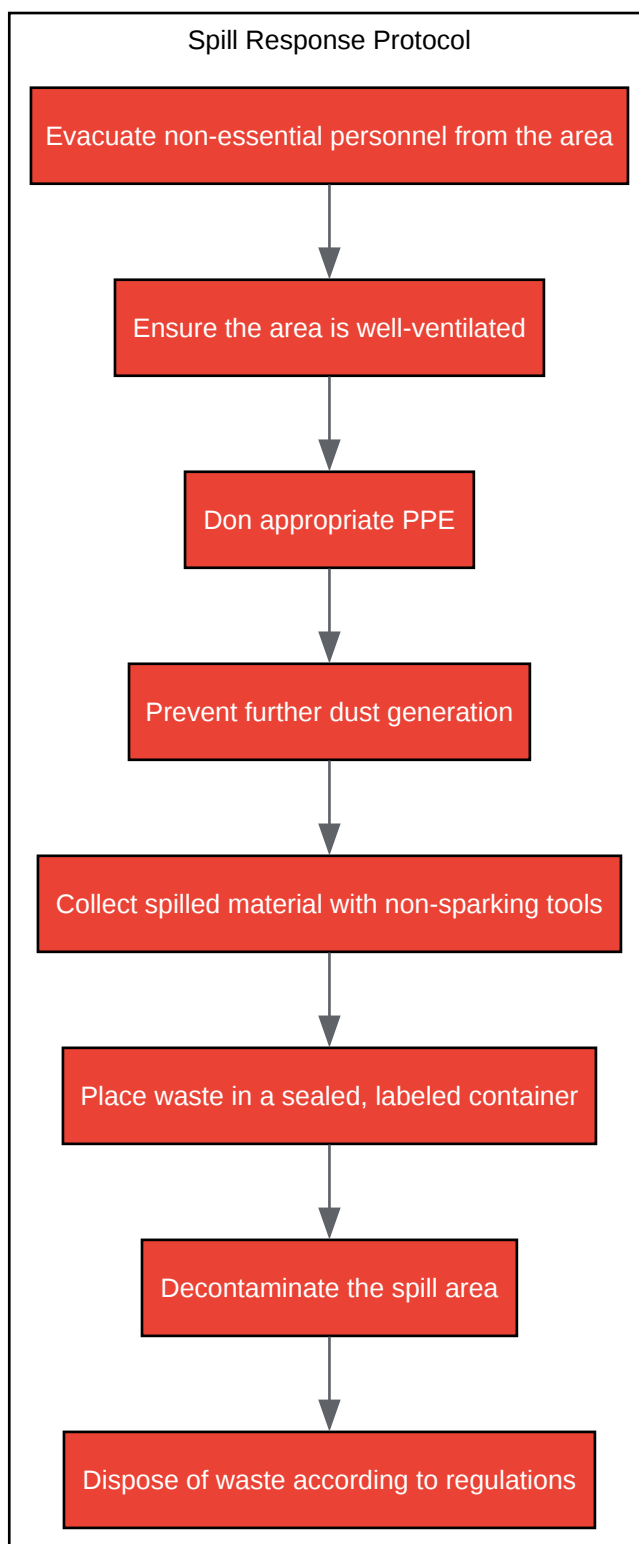 Spill Response Protocol
Evacuate non-essential personnel from the area
Ensure the area is well-ventilated
Don appropriate PPE
Prevent further dust generation
Collect spilled material with non-sparking tools
Place waste in a sealed, labeled container
Decontaminate the spill area
Dispose of waste according to regulations